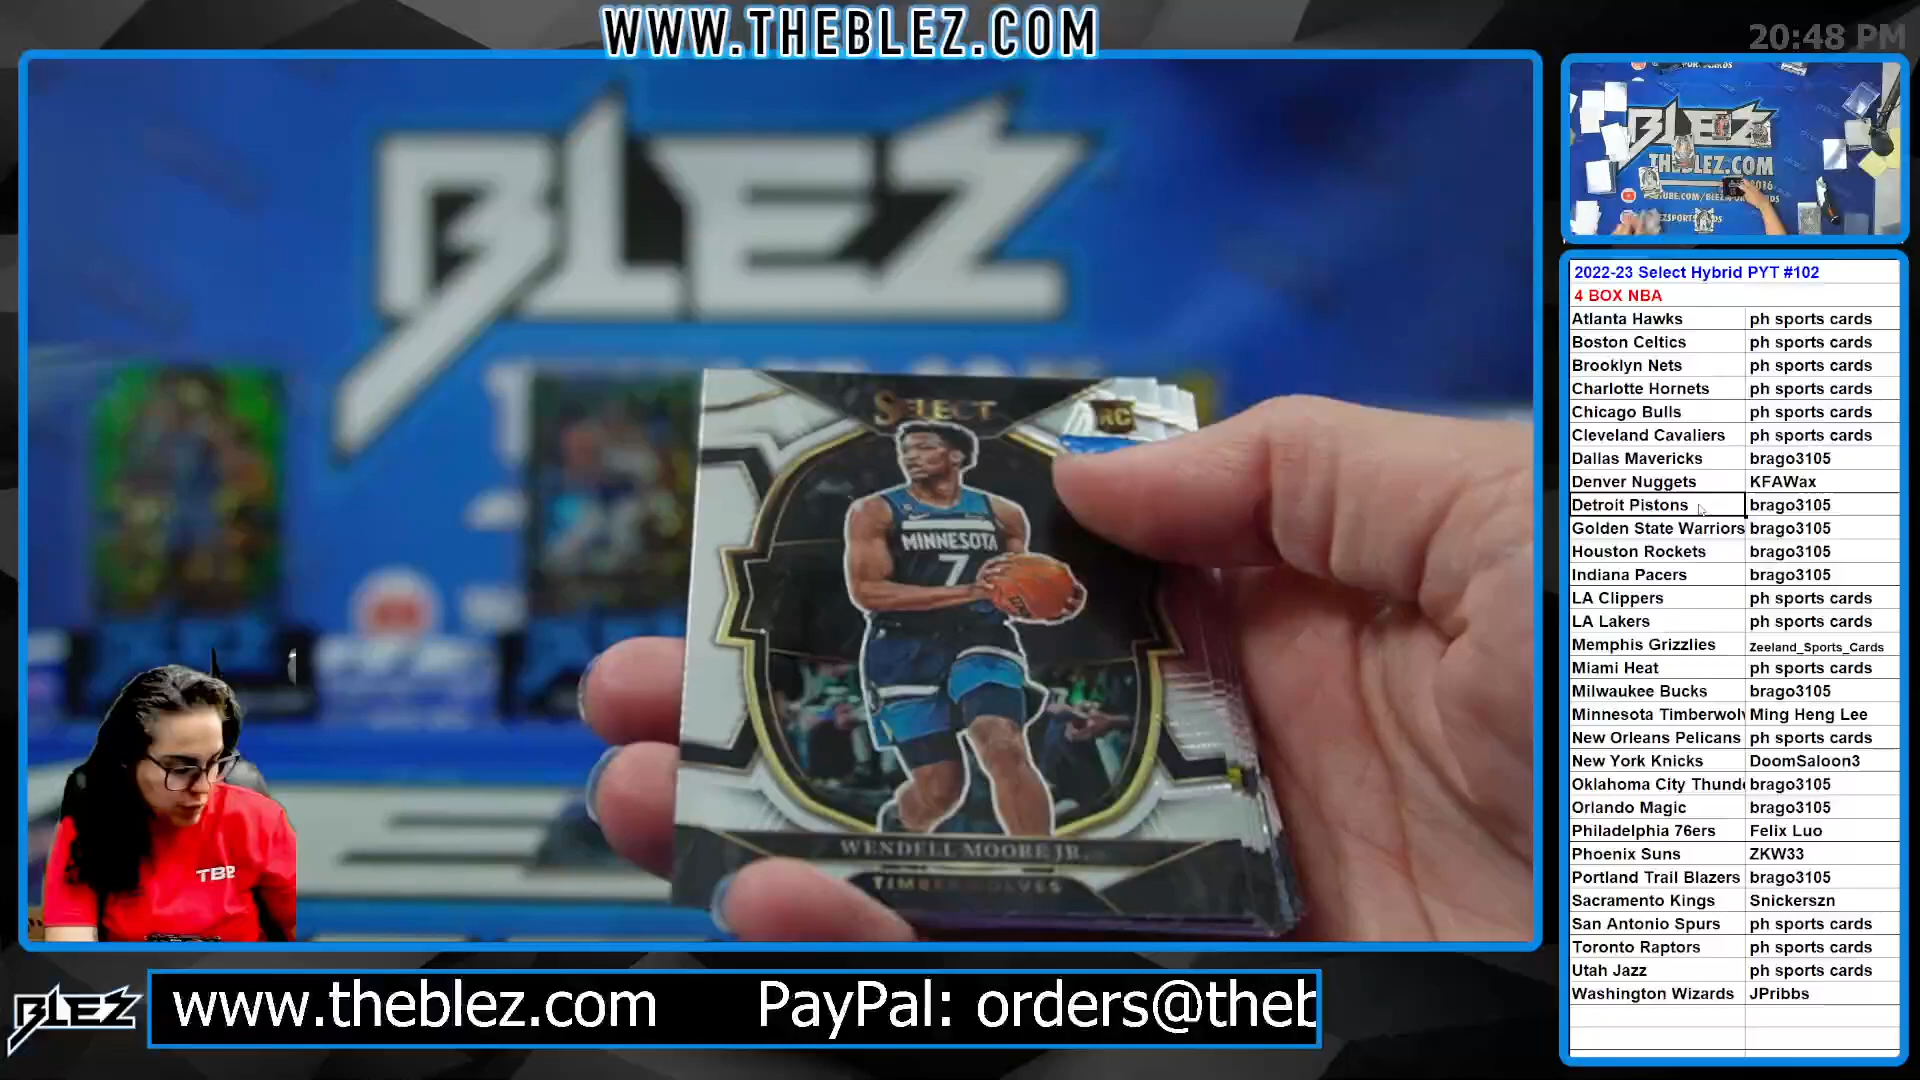 WWW.THEBLEZ.COM
20:48 PM
BLEZ
SELECT
RC
MINNESOTA
7
WENDELL MOORE JR.
TIMBERWOLVES
BLEZ
THEBLEZ.COM
2022-23 Select Hybrid PYT #102
4 BOX NBA
Atlanta Hawks ph sports cards
Boston Celtics ph sports cards
Brooklyn Nets ph sports cards
Charlotte Hornets ph sports cards
Chicago Bulls ph sports cards
Cleveland Cavaliers ph sports cards
Dallas Mavericks brago3105
Denver Nuggets KFAWax
Detroit Pistons brago3105
Golden State Warriors brago3105
Houston Rockets brago3105
Indiana Pacers brago3105
LA Clippers ph sports cards
LA Lakers ph sports cards
Memphis Grizzlies Zeeland_Sports_Cards
Miami Heat ph sports cards
Milwaukee Bucks brago3105
Minnesota Timberwolv Ming Heng Lee
New Orleans Pelicans ph sports cards
New York Knicks DoomSaloon3
Oklahoma City Thunde brago3105
Orlando Magic brago3105
Philadelphia 76ers Felix Luo
Phoenix Suns ZKW33
Portland Trail Blazers brago3105
Sacramento Kings Snickerszn
San Antonio Spurs ph sports cards
Toronto Raptors ph sports cards
Utah Jazz ph sports cards
Washington Wizards JPribbs
BLEZ
www.theblez.com PayPal: orders@theb